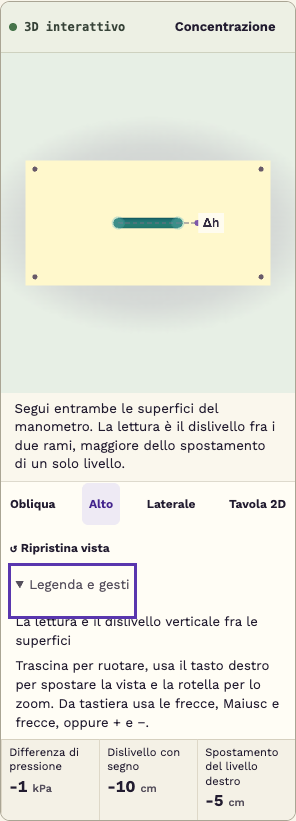 3D interattivo
Concentrazione
Δh
Segui entrambe le superfici del
manometro. La lettura è il dislivello fra i
due rami, maggiore dello spostamento
di un solo livello.
Obliqua
Alto
Laterale
Tavola 2D
↺ Ripristina vista
▼ Legenda e gesti
La lettura è il dislivello verticale fra le
superfici
Trascina per ruotare, usa il tasto destro
per spostare la vista e la rotella per lo
zoom. Da tastiera usa le frecce, Maiusc e
frecce, oppure + e −.
Differenza di
pressione
−1 kPa
Dislivello con
segno
−10 cm
Spostamento
del livello
destro
−5 cm